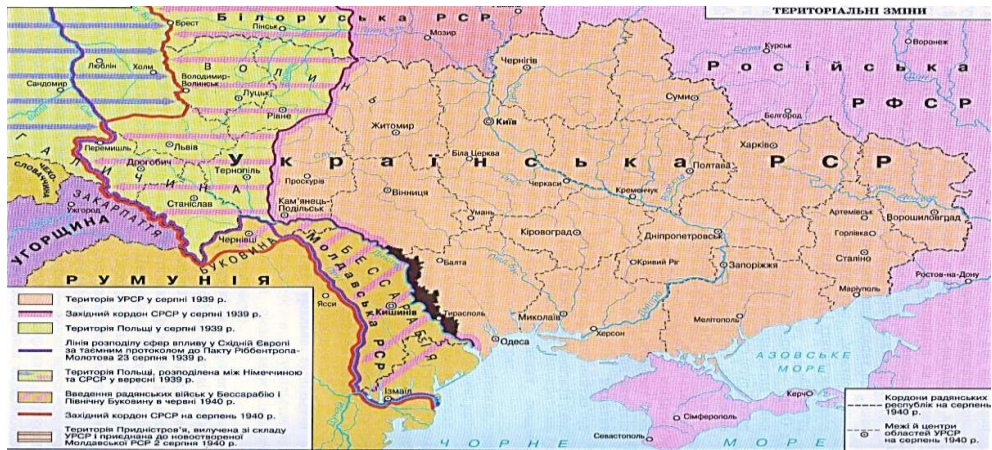 ТЕРИТОРІАЛЬНІ ЗМІНИ
Білоруська РСР
Брест
Пінськ
Мозир
Курськ
Воронеж
Люблін
Холм
ВОЛИНЬ
Чернігів
Російська
РФСР
Сандомир
Володимир-
Волинськ
Луцьк
Рівне
Суми
Белгород
Київ
Житомир
Перемишль
Львів
Харків
Українська РСР
ГАЛИЧИНА
Біла Церква
Полтава
ЧЕХО-
СЛОВАЧЧИНА
Дрогобич
Тернопіль
Проскурів
Черкаси
Кременчук
Вінниця
Станіслав
Кам'янець-
Подільськ
Умань
Артемівськ
Ворошиловград
ЗАКАРПАТТЯ
Ужгород
УГОРЩИНА
Чернівці
БУКОВИНА
Кіровоград
Дніпропетровськ
Горлівка
Сталіно
БЕССАРАБІЯ
Молдавська РСР
Балта
Кривий Ріг
Запоріжжя
РУМУНІЯ
Ростов-на-Дону
Маріуполь
Ясси
Кишинів
Тирасполь
Миколаїв
Мелітополь
Херсон
Одеса
АЗОВСЬКЕ
МОРЕ
Ізмаїл
Керч
Сімферополь
Севастополь
ЧОРНЕ МОРЕ
Територія УРСР у серпні 1939 р.
Західний кордон СРСР у серпні 1939 р.
Територія Польщі у серпні 1939 р.
Лінія розподілу сфер впливу у Східній Європі
за таємним протоколом до Пакту Ріббентропа-
Молотова 23 серпня 1939 р.
Територія Польщі, розподілена між Німеччиною
та СРСР у вересні 1939 р.
Введення радянських військ у Бессарабію і
Північну Буковину в червні 1940 р.
Західний кордон СРСР на серпень 1940 р.
Територія Придністров'я, вилучена зі складу
УРСР і приєднана до новоствореної
Молдавської РСР 2 серпня 1940 р.
Кордони радянських
республік на серпень
1940 р.
Межі й центри
областей УРСР
на серпень 1940 р.